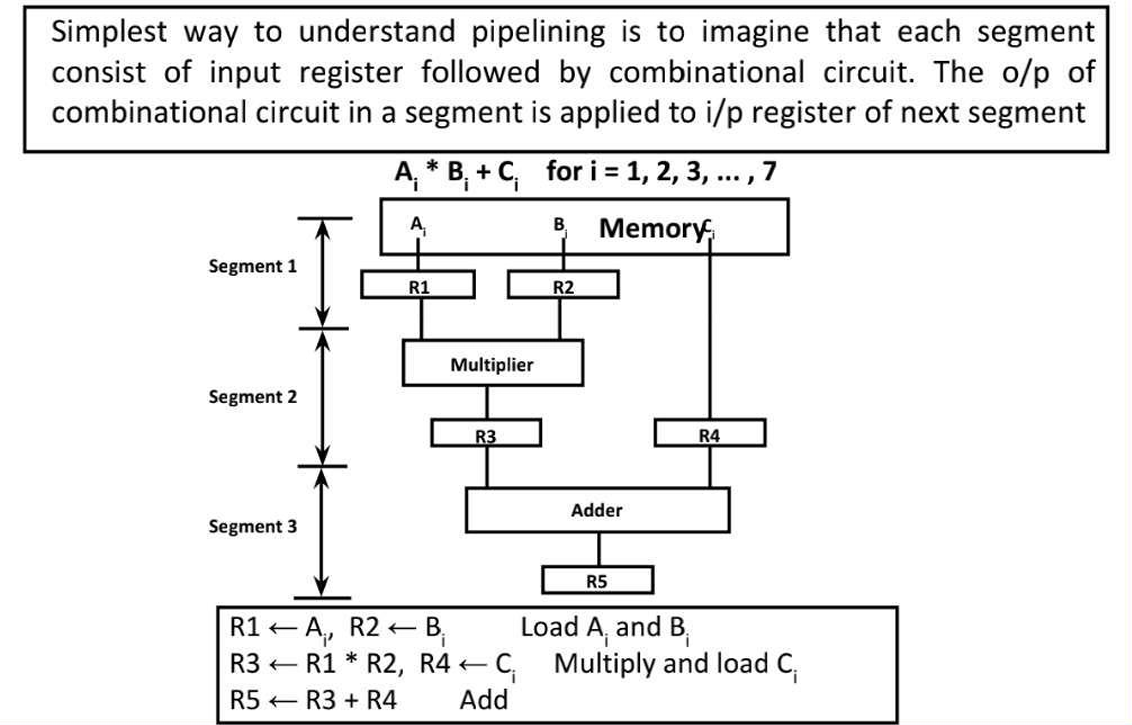 Simplest way to understand pipelining is to imagine that each segment
consist of input register followed by combinational circuit. The o/p of
combinational circuit in a segment is applied to i/p register of next segment
Ai * Bi + Ci for i = 1, 2, 3, ... , 7
Ai Bi Memory Ci
Segment 1
R1 R2
Multiplier
Segment 2
R3 R4
Adder
Segment 3
R5
R1 ← Ai, R2 ← Bi Load Ai and Bi
R3 ← R1 * R2, R4 ← Ci Multiply and load Ci
R5 ← R3 + R4 Add